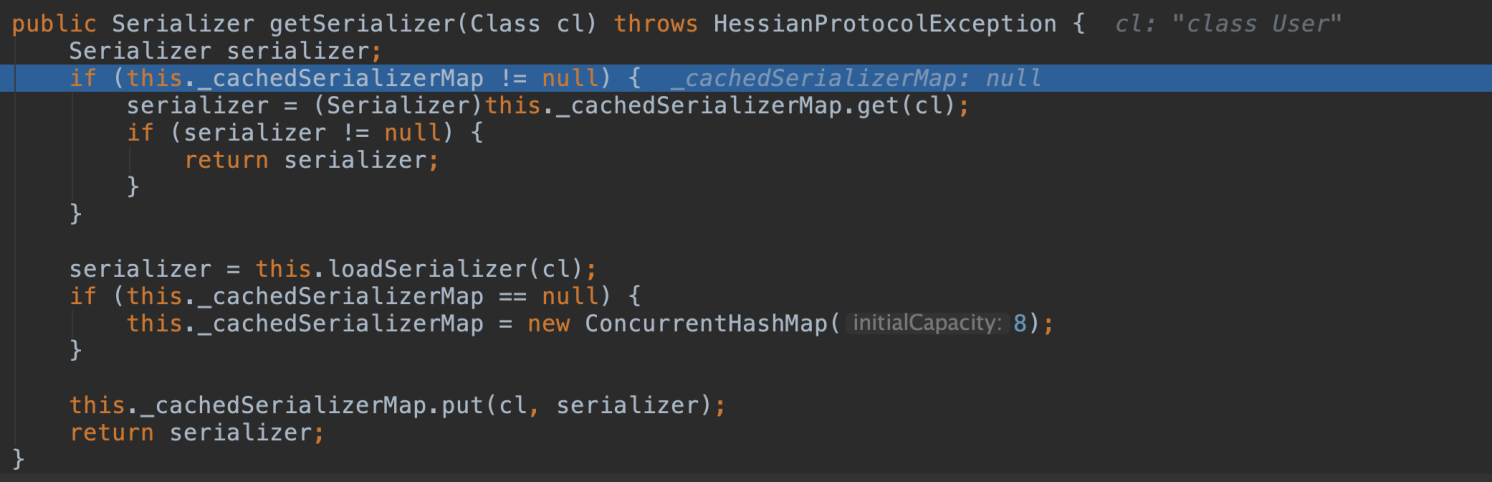 public Serializer getSerializer(Class cl) throws HessianProtocolException {  cl: "class User"
    Serializer serializer;
    if (this._cachedSerializerMap != null) {  _cachedSerializerMap: null
        serializer = (Serializer)this._cachedSerializerMap.get(cl);
        if (serializer != null) {
            return serializer;
        }
    }

    serializer = this.loadSerializer(cl);
    if (this._cachedSerializerMap == null) {
        this._cachedSerializerMap = new ConcurrentHashMap( initialCapacity: 8);
    }

    this._cachedSerializerMap.put(cl, serializer);
    return serializer;
}